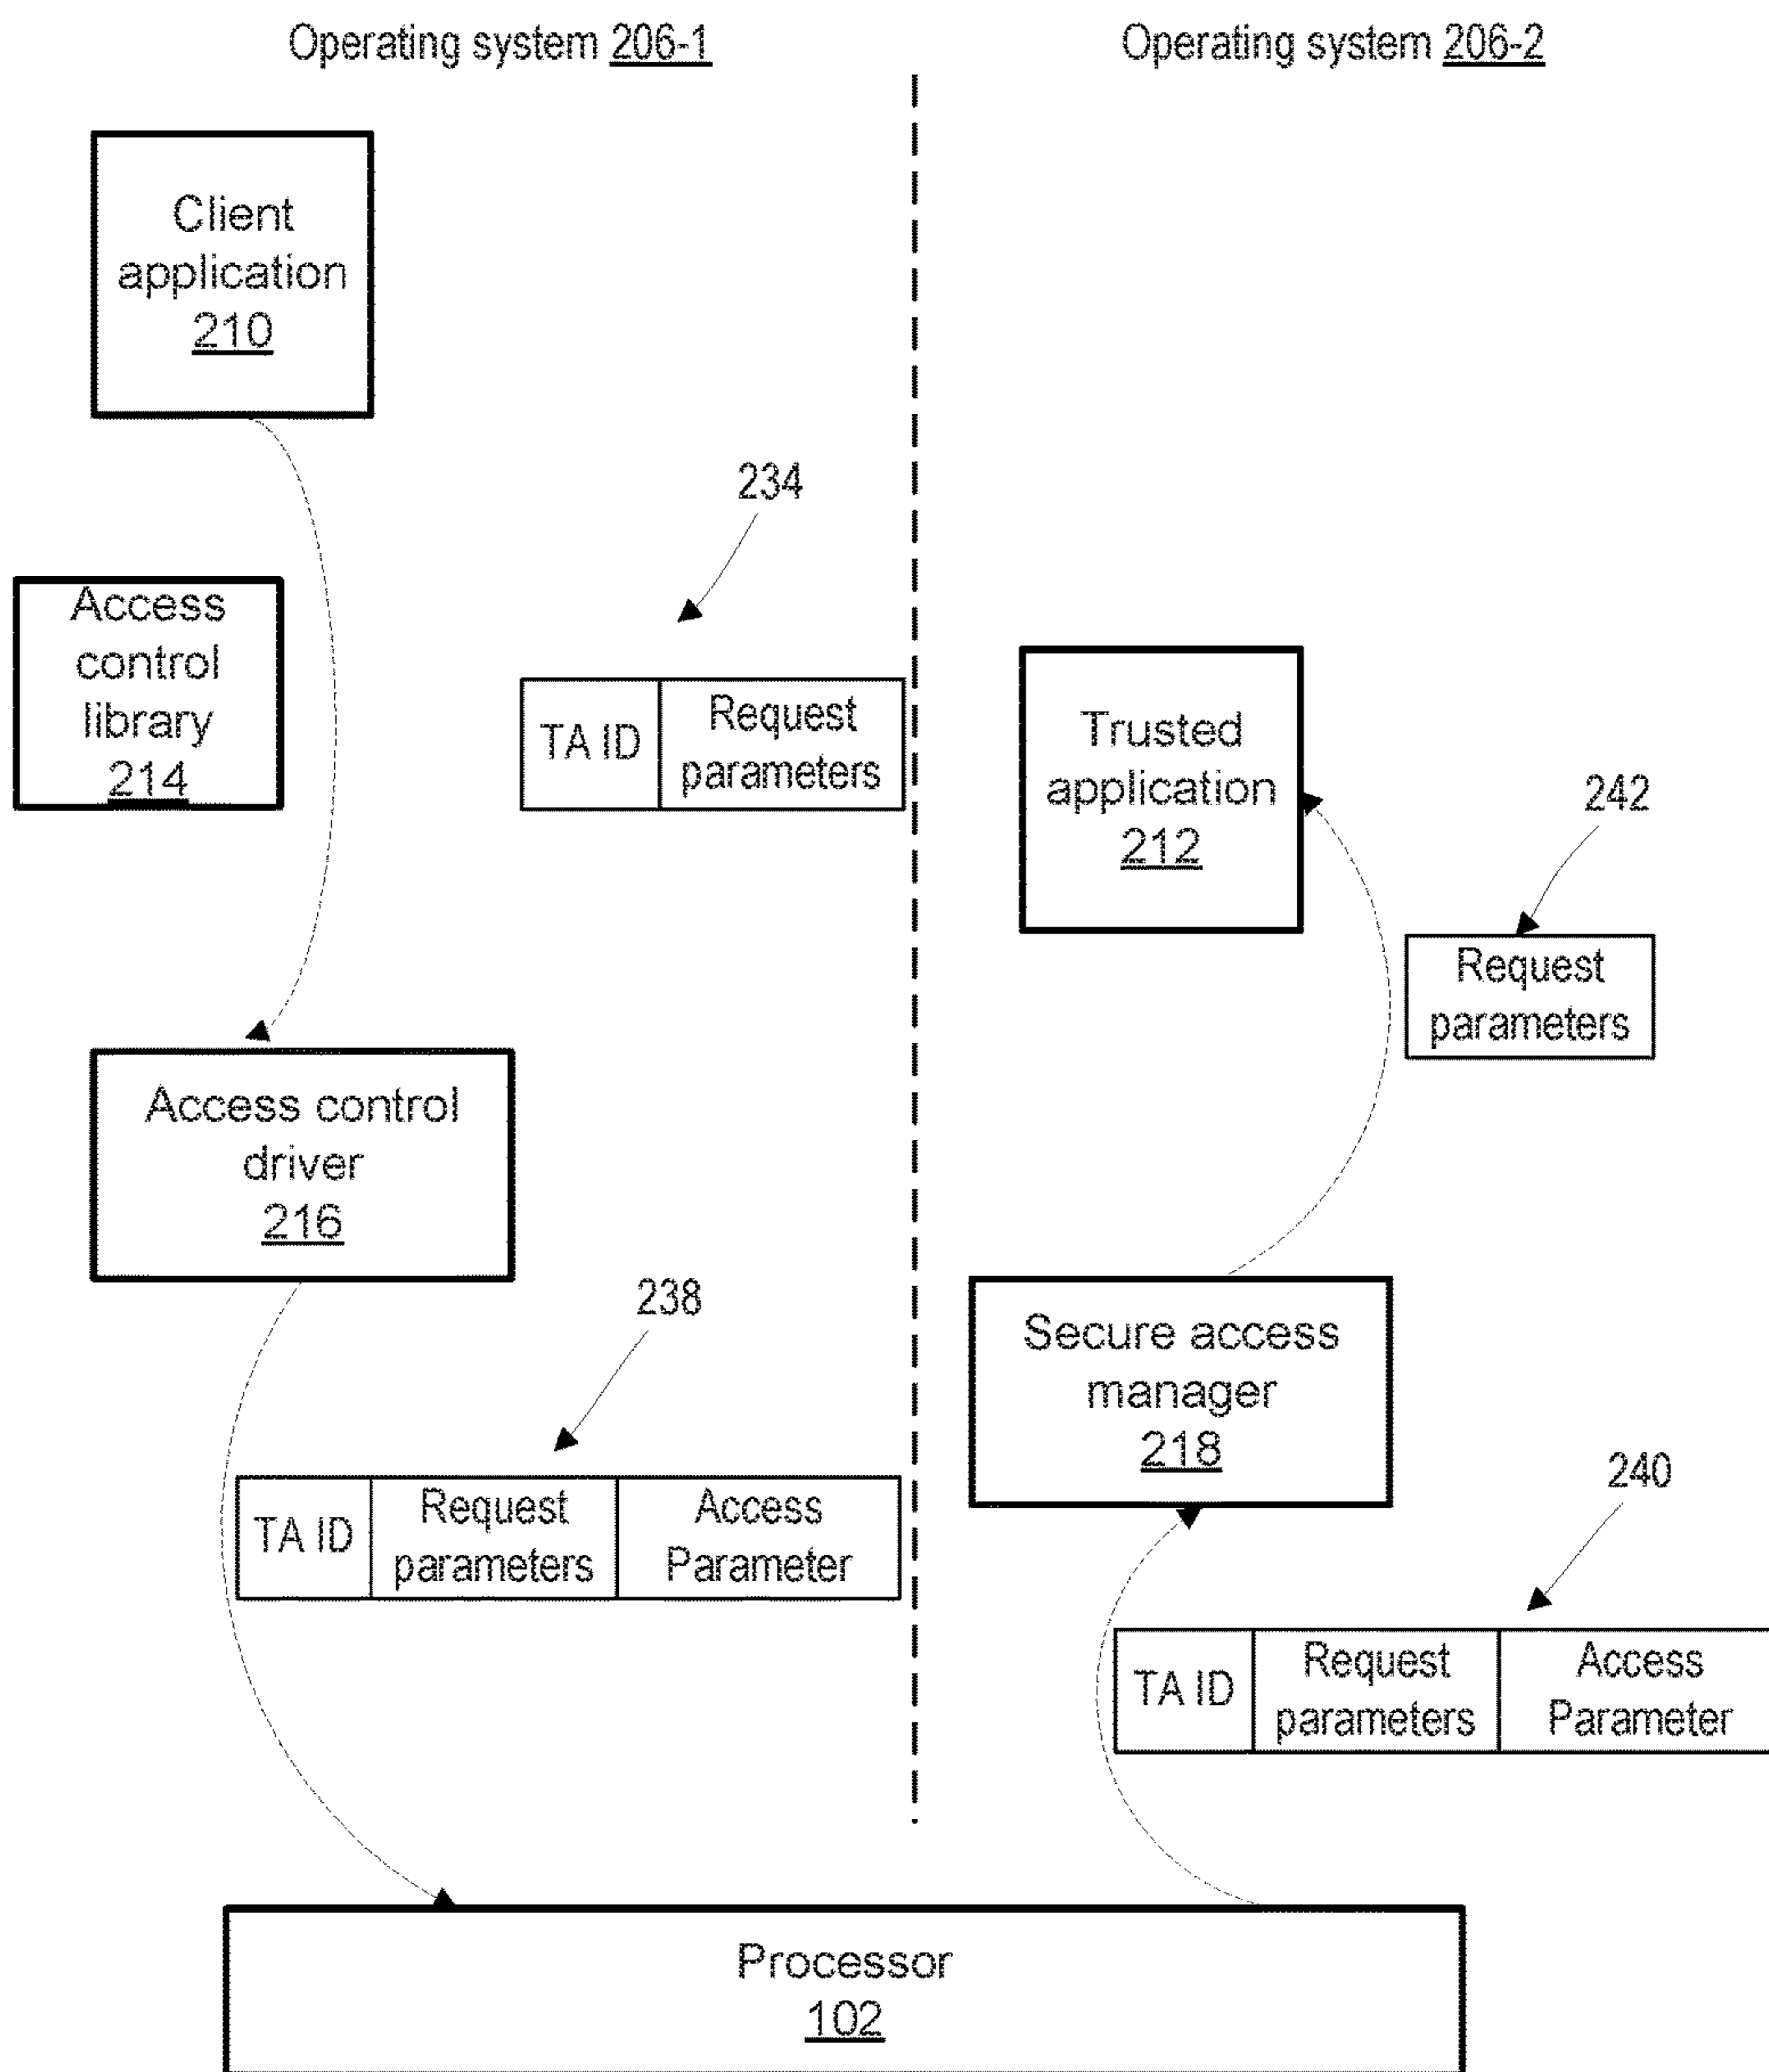 Operating system 206-1
Operating system 206-2
Client
application
210
234
Access
control
library
214
TA ID
Request
parameters
Trusted
application
212
242
Request
parameters
Access control
driver
216
238
Secure access
manager
218
TA ID
Request
parameters
Access
Parameter
240
TA ID
Request
parameters
Access
Parameter
Processor
102